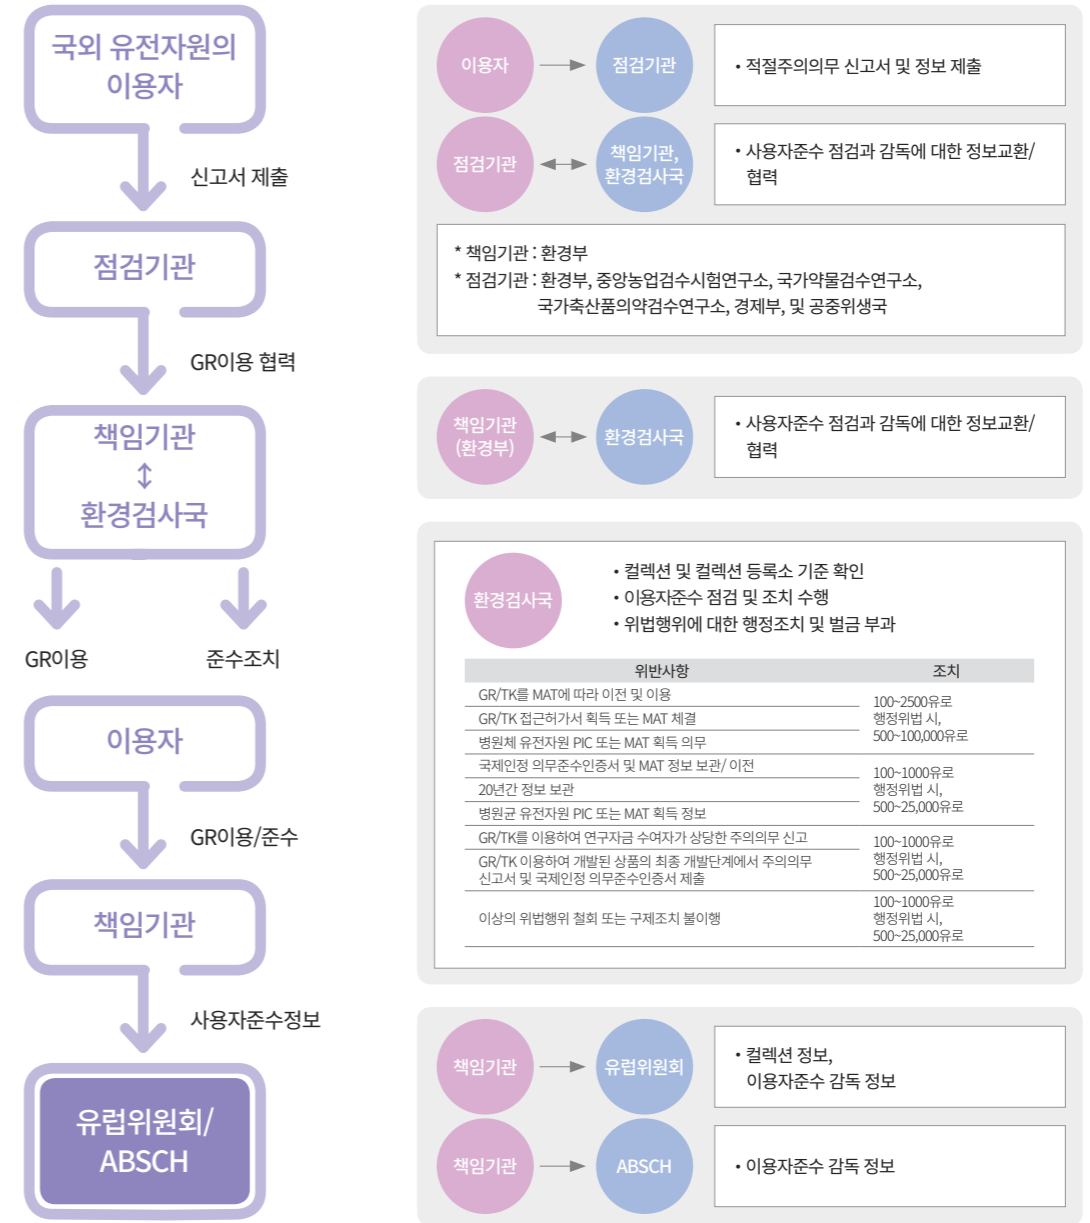 국외 유전자원의
이용자
신고서 제출
점검기관
GR이용 협력
책임기관
↕
환경검사국
GR이용
준수조치
이용자
GR이용/준수
책임기관
사용자준수정보
유럽위원회/
ABSCH
이용자
점검기관
• 적절주의의무 신고서 및 정보 제출
점검기관
책임기관,
환경검사국
• 사용자준수 점검과 감독에 대한 정보교환/
협력
* 책임기관 : 환경부
* 점검기관 : 환경부, 중앙농업검수시험연구소, 국가약물검수연구소,
국가축산품의약검수연구소, 경제부, 및 공중위생국
책임기관
(환경부)
환경검사국
• 사용자준수 점검과 감독에 대한 정보교환/
협력
환경검사국
• 컬렉션 및 컬렉션 등록소 기준 확인
• 이용자준수 점검 및 조치 수행
• 위법행위에 대한 행정조치 및 벌금 부과
위반사항 조치
GR/TK를 MAT에 따라 이전 및 이용
GR/TK 접근허가서 획득 또는 MAT 체결
병원체 유전자원 PIC 또는 MAT 획득 의무
100~2500유로
행정위법 시,
500~100,000유로
국제인정 의무준수인증서 및 MAT 정보 보관/ 이전
20년간 정보 보관
병원균 유전자원 PIC 또는 MAT 획득 정보
100~1000유로
행정위법 시,
500~25,000유로
GR/TK를 이용하여 연구자금 수여자가 상당한 주의의무 신고
GR/TK 이용하여 개발된 상품의 최종 개발단계에서 주의의무
신고서 및 국제인정 의무준수인증서 제출
100~1000유로
행정위법 시,
500~25,000유로
이상의 위법행위 철회 또는 구제조치 불이행
100~1000유로
행정위법 시,
500~25,000유로
책임기관
유럽위원회
• 컬렉션 정보,
이용자준수 감독 정보
책임기관
ABSCH
• 이용자준수 감독 정보